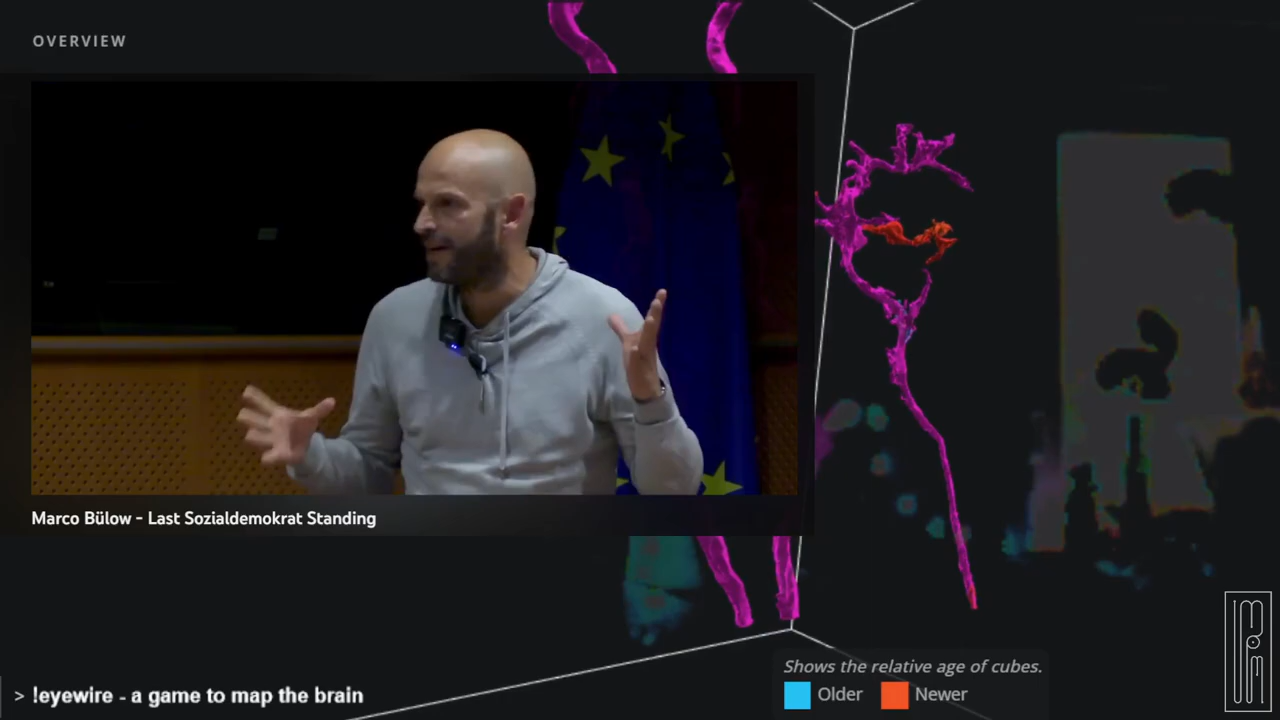 OVERVIEW
Marco Bülow - Last Sozialdemokrat Standing
Shows the relative age of cubes.
Older Newer
> !eyewire - a game to map the brain